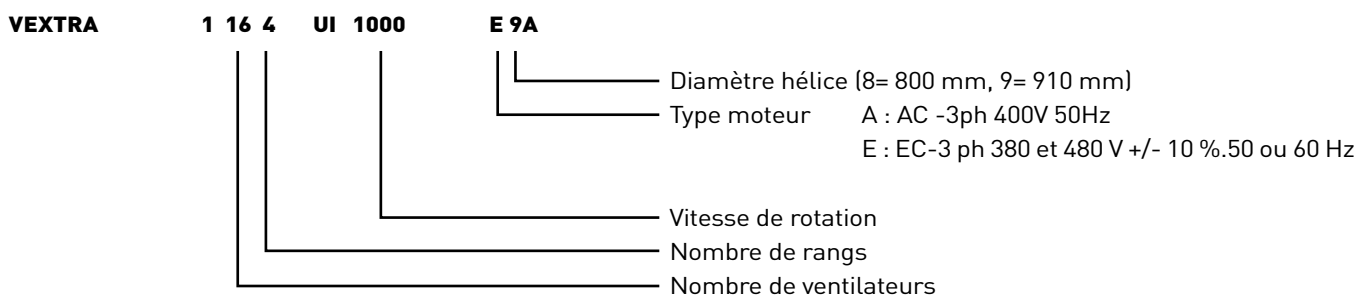 VEXTRA 1 16 4 UI 1000 E 9A
Diamètre hélice (8= 800 mm, 9= 910 mm)
Type moteur A : AC -3ph 400V 50Hz
E : EC-3 ph 380 et 480 V +/- 10 %.50 ou 60 Hz
Vitesse de rotation
Nombre de rangs
Nombre de ventilateurs